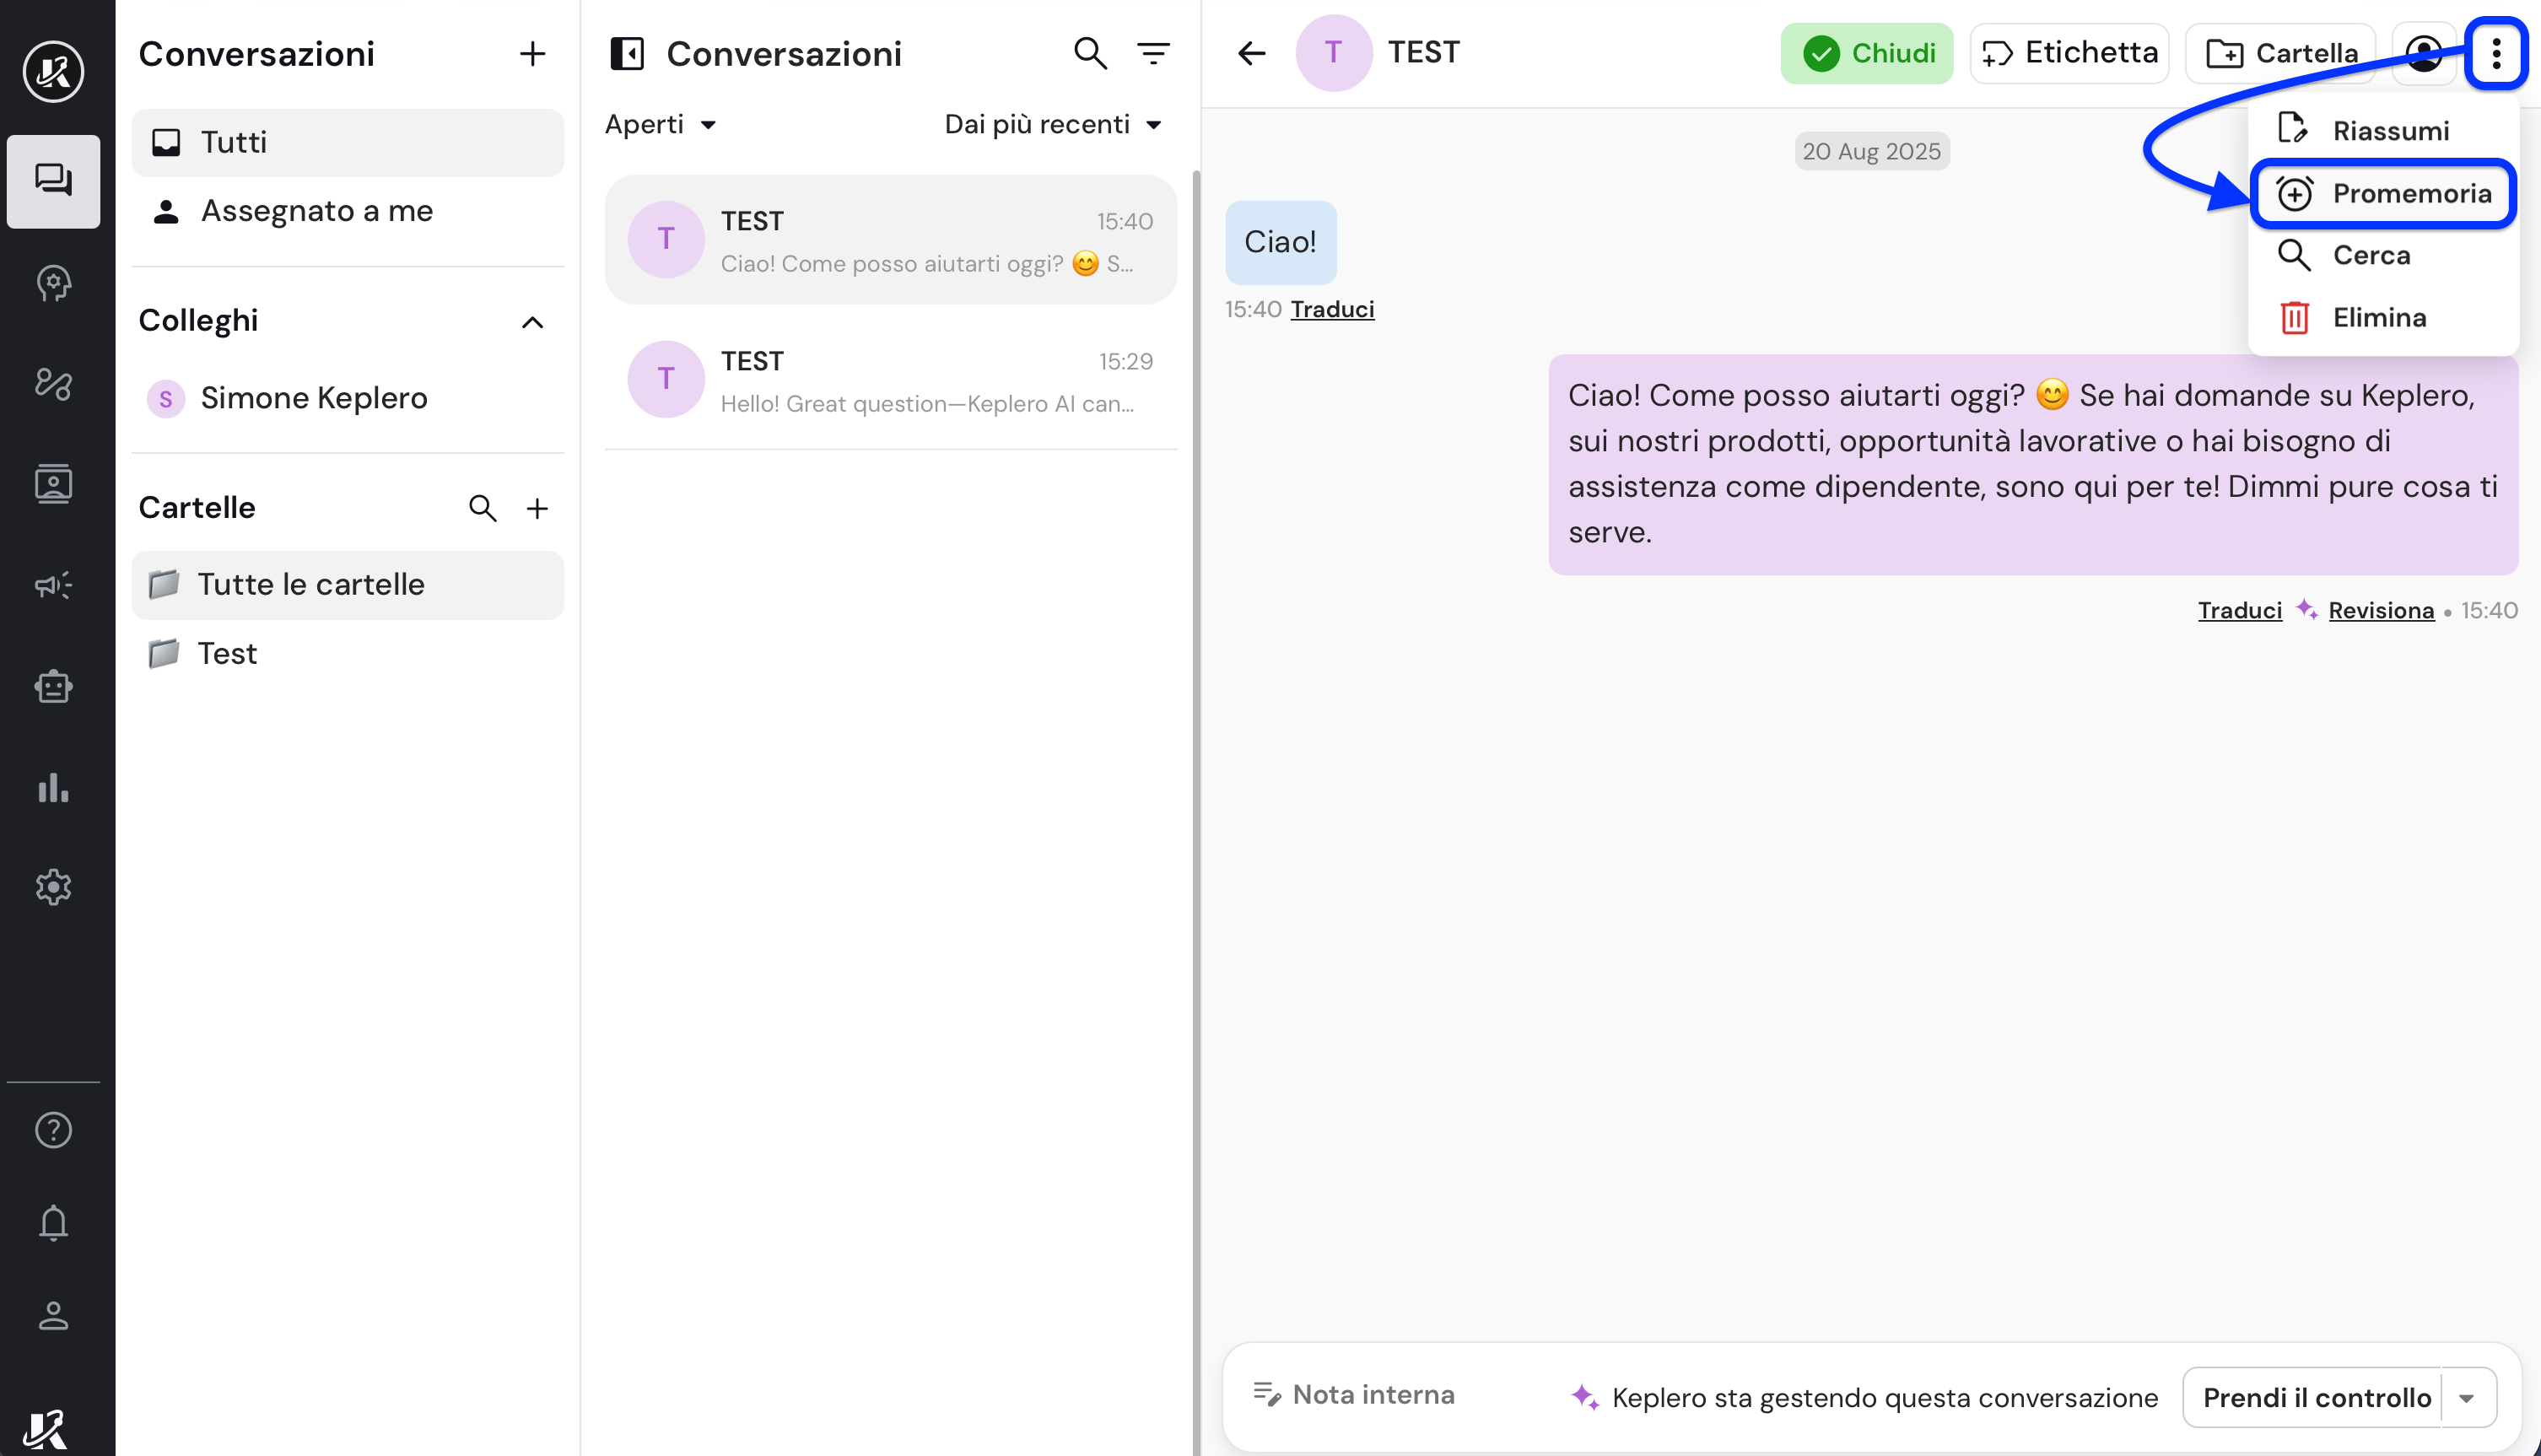 Conversazioni
Tutti
Assegnato a me
Colleghi
S Simone Keplero
Cartelle
Tutte le cartelle
Test
Conversazioni
Aperti
Dai più recenti
T
TEST
15:40
Ciao! Come posso aiutarti oggi? 😊 S...
T
TEST
15:29
Hello! Great question—Keplero AI can...
T
TEST
Chiudi
Etichetta
Cartella
Riassumi
Promemoria
Cerca
Elimina
20 Aug 2025
Ciao!
15:40 Traduci
Ciao! Come posso aiutarti oggi? 😊 Se hai domande su Keplero,
sui nostri prodotti, opportunità lavorative o hai bisogno di
assistenza come dipendente, sono qui per te! Dimmi pure cosa ti
serve.
Traduci Revisiona • 15:40
Nota interna
Keplero sta gestendo questa conversazione
Prendi il controllo